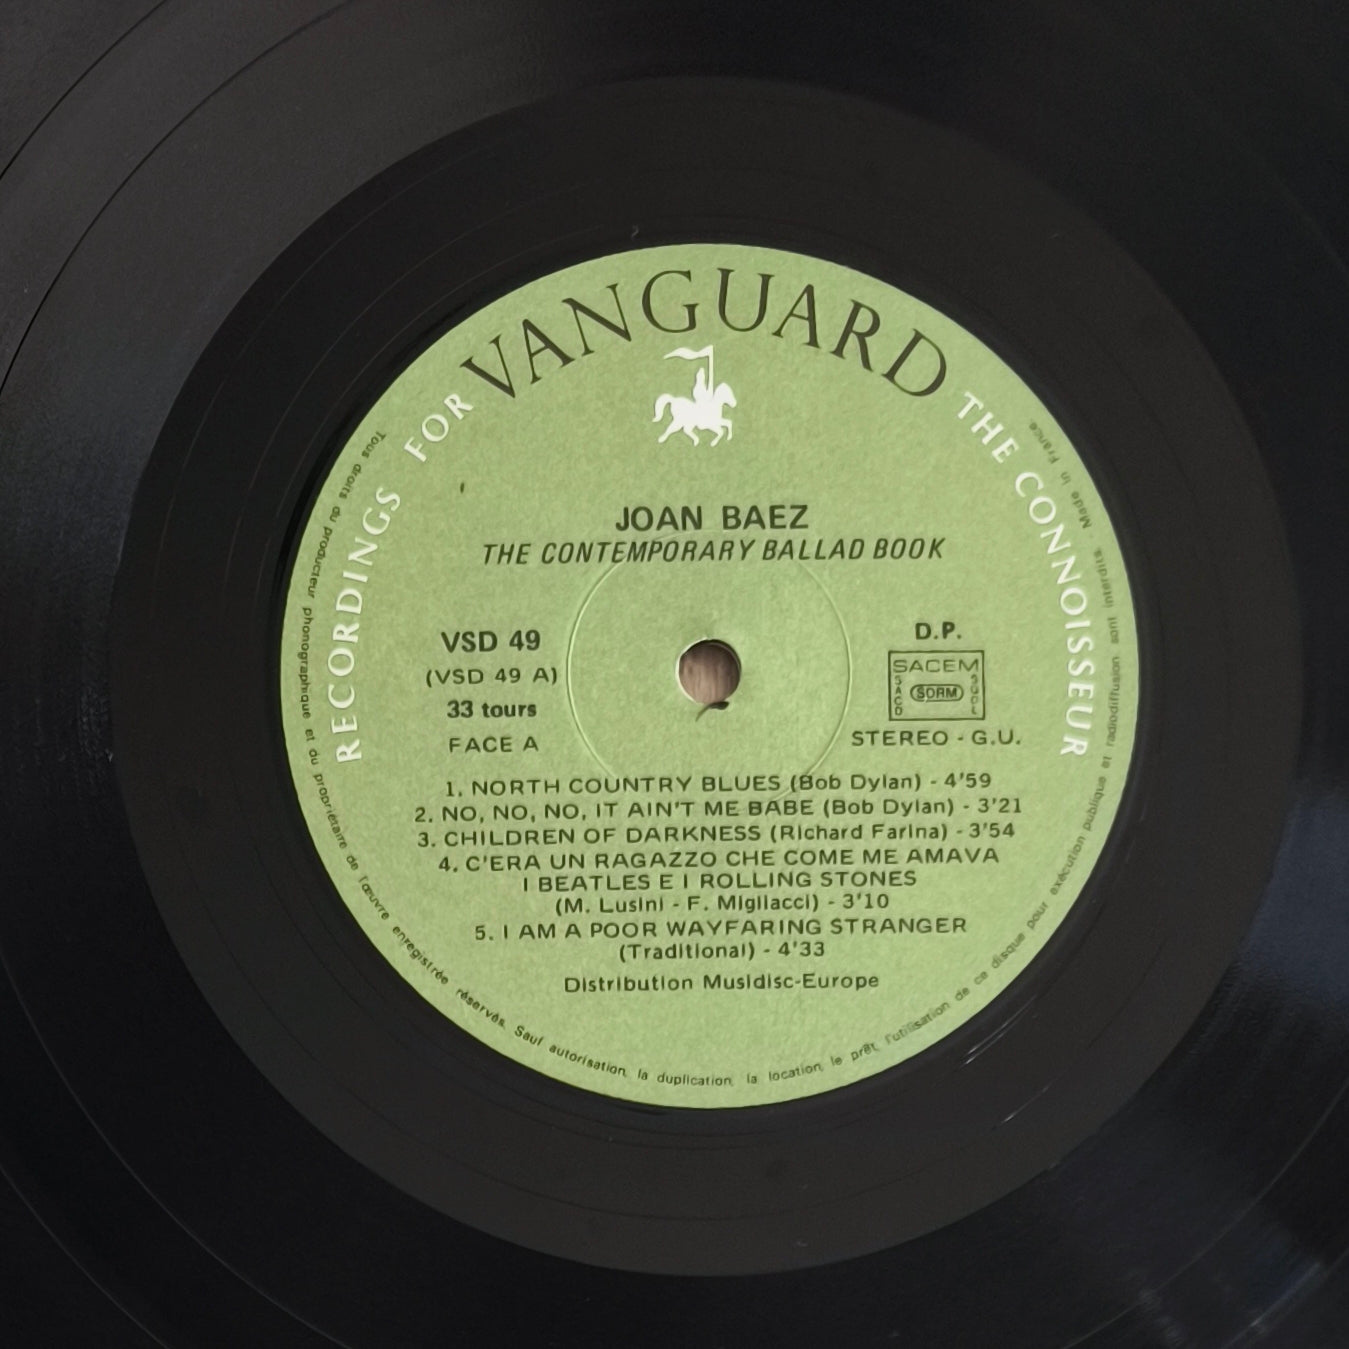 VANGUARD
RECORDINGS FOR THE CONNOISSEUR
JOAN BAEZ
THE CONTEMPORARY BALLAD BOOK
VSD 49
(VSD 49 A)
33 tours
FACE A
D.P.
SACEM
SACD SDRM SGDL
STEREO - G.U.
1. NORTH COUNTRY BLUES (Bob Dylan) - 4'59
2. NO, NO, NO, IT AIN'T ME BABE (Bob Dylan) - 3'21
3. CHILDREN OF DARKNESS (Richard Farina) - 3'54
4. C'ERA UN RAGAZZO CHE COME ME AMAVA
I BEATLES E I ROLLING STONES
(M. Lusini - F. Migliacci) - 3'10
5. I AM A POOR WAYFARING STRANGER
(Traditional) - 4'33
Distribution Musidisc-Europe
Tous droits du producteur phonographique et du propriétaire de l'œuvre enregistrée réservés. Sauf autorisation, la duplication, la location, le prêt, l'utilisation de ce disque pour exécution publique et radiodiffusion sont interdits. Made in France.